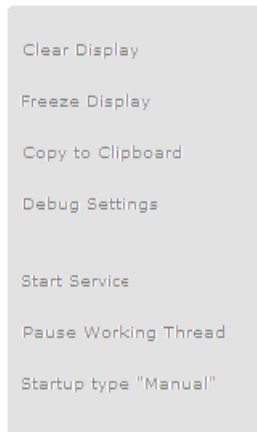 Clear Display
Freeze Display
Copy to Clipboard
Debug Settings
Start Service
Pause Working Thread
Startup type "Manual"